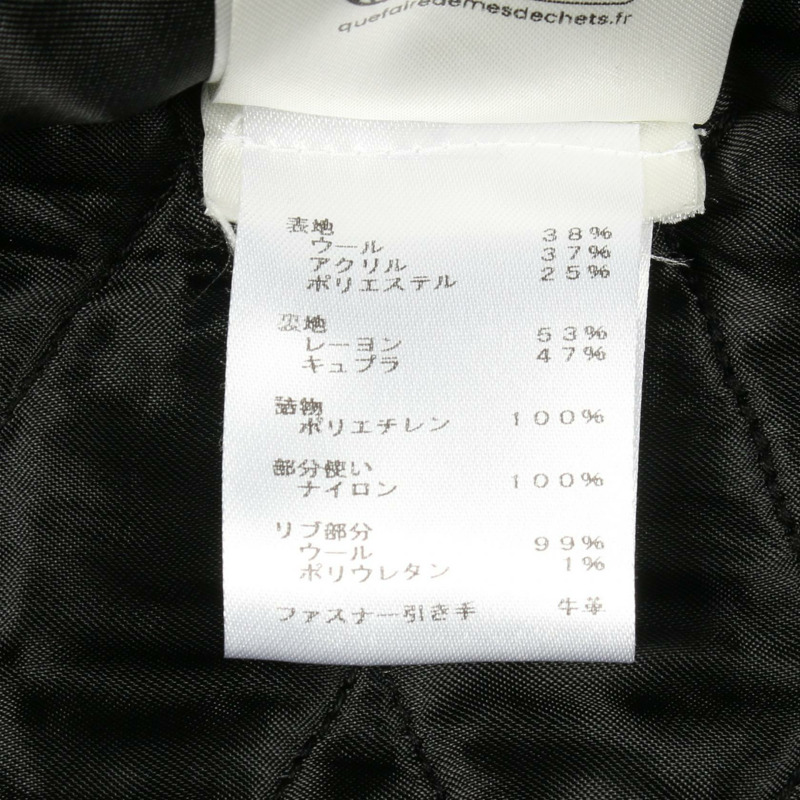 quefairedemesdechets.fr
表地
ウール 38%
アクリル 37%
ポリエステル 25%
裏地
レーヨン 53%
キュプラ 47%
詰物
ポリエチレン 100%
部分使い
ナイロン 100%
リブ部分
ウール 99%
ポリウレタン 1%
ファスナー引き手 牛革